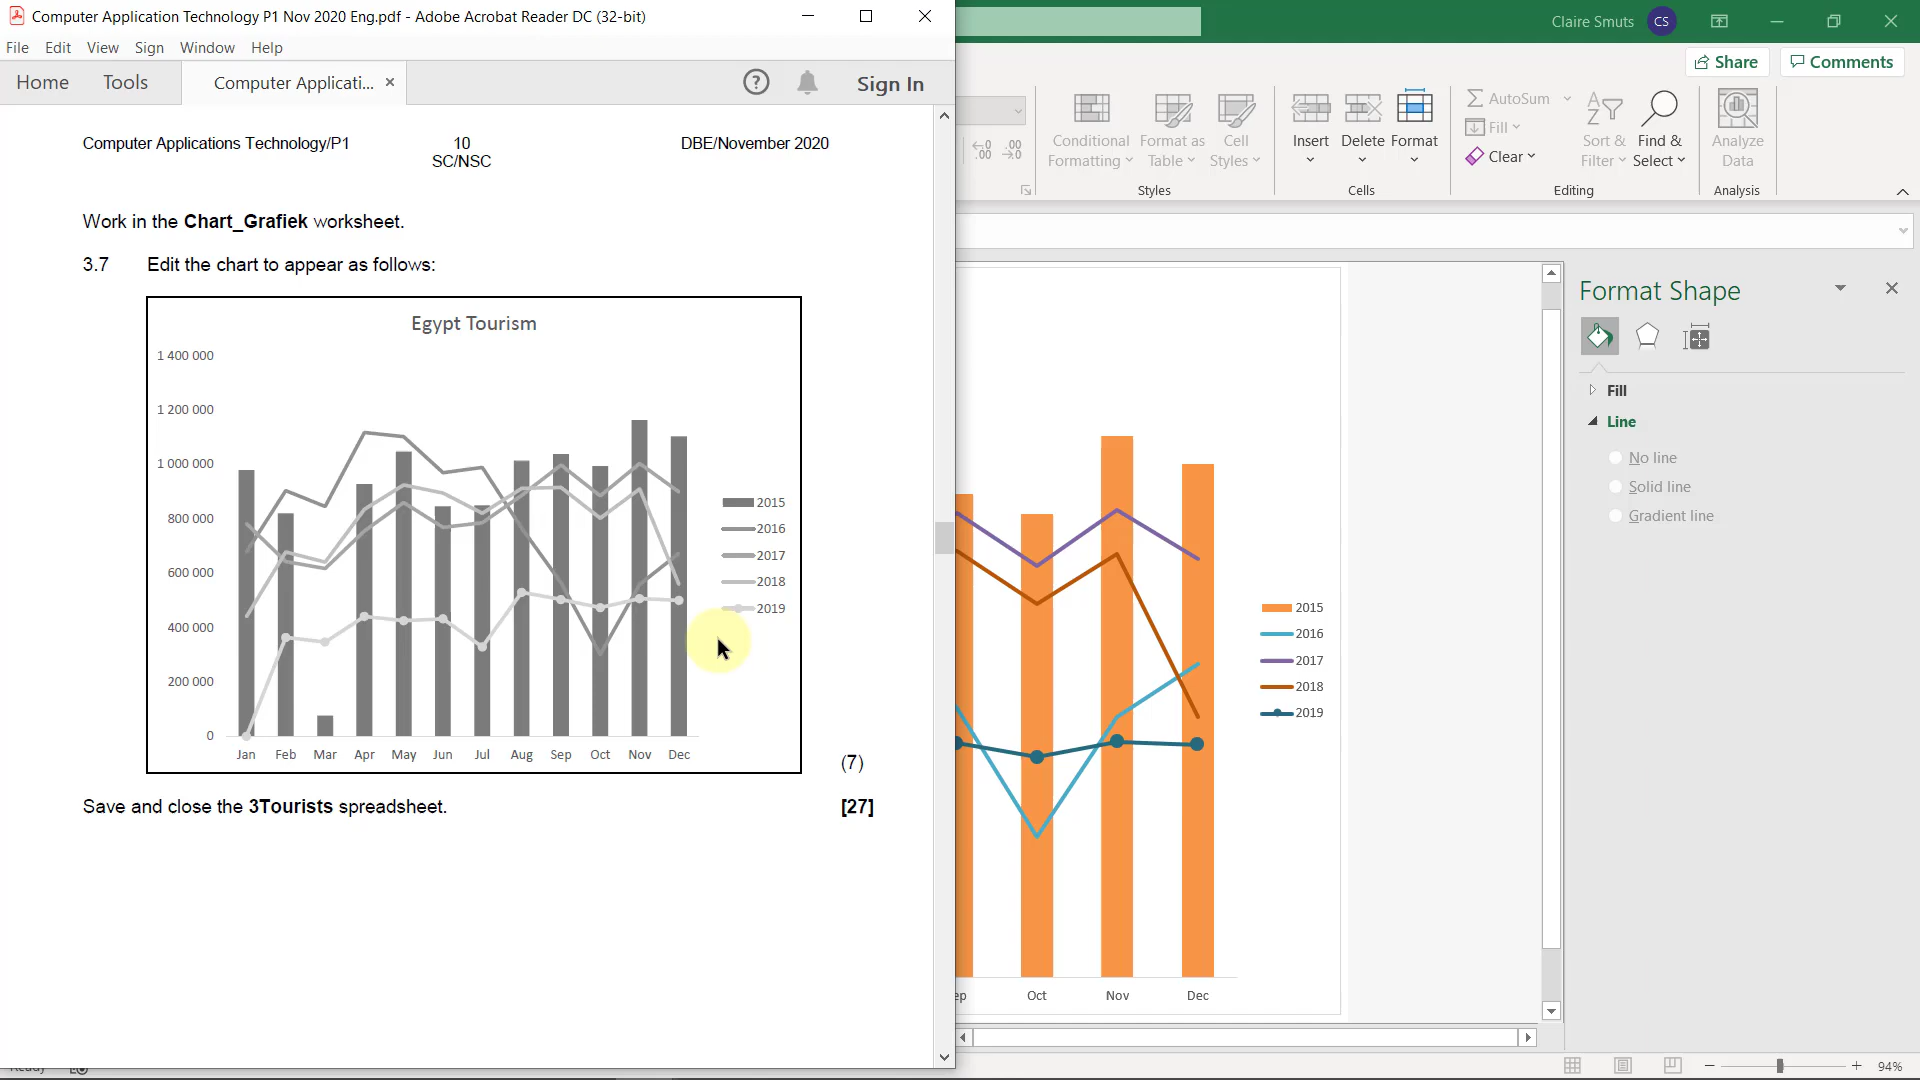 Computer Application Technology P1 Nov 2020 Eng.pdf - Adobe Acrobat Reader DC (32-bit)
File Edit View Sign Window Help
Home Tools Computer Applicati... × Sign In
Computer Applications Technology/P1 10 DBE/November 2020
SC/NSC
Work in the Chart_Grafiek worksheet.
3.7 Edit the chart to appear as follows:
Egypt Tourism
1 400 000
1 200 000
1 000 000
800 000
600 000
400 000
200 000
0
Jan Feb Mar Apr May Jun Jul Aug Sep Oct Nov Dec
2015
2016
2017
2018
2019
(7)
Save and close the 3Tourists spreadsheet. [27]
Claire Smuts CS
Share Comments
Conditional Formatting
Format as Table
Cell Styles
Styles
Insert Delete Format
Cells
AutoSum
Fill
Clear
Sort & Filter
Find & Select
Editing
Analyze Data
Analysis
2015
2016
2017
2018
2019
ep Oct Nov Dec
Format Shape
Fill
Line
No line
Solid line
Gradient line
94%